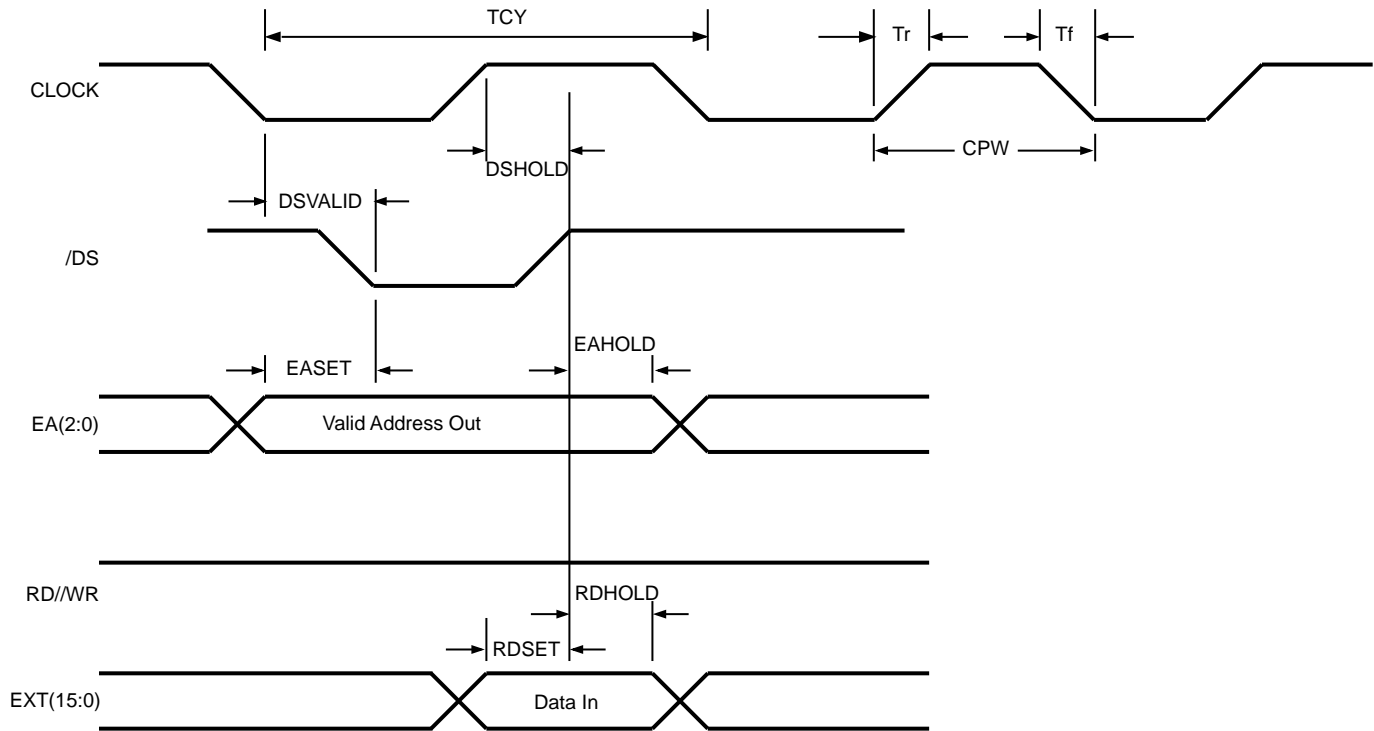 TCY
Tr
Tf
CLOCK
CPW
DSHOLD
DSVALID
/DS
EAHOLD
EASET
EA(2:0)
Valid Address Out
RD//WR
RDHOLD
RDSET
EXT(15:0)
Data In